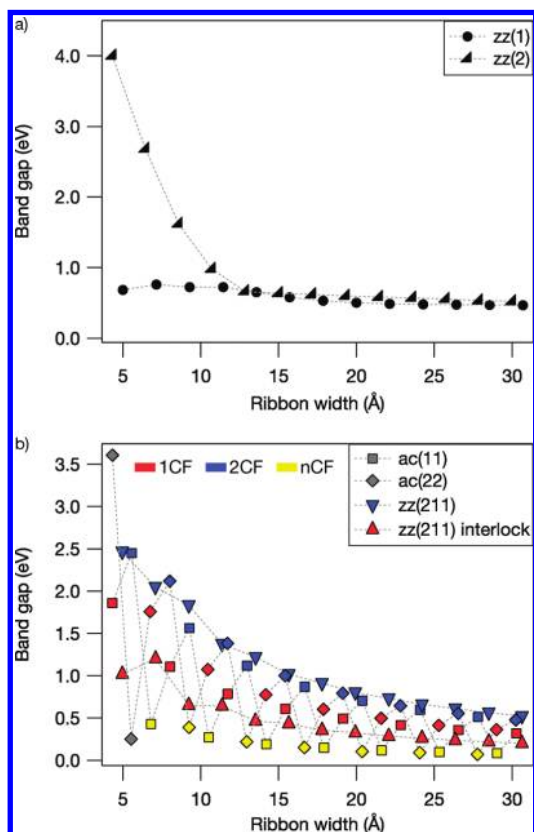 a)
zz(1)
zz(2)
4.0
3.0
2.0
1.0
0.0
Band gap (eV)
5 10 15 20 25 30
Ribbon width (Å)
b)
1CF 2CF nCF
ac(11)
ac(22)
zz(211)
zz(211) interlock
3.5
3.0
2.5
2.0
1.5
1.0
0.5
0.0
Band gap (eV)
5 10 15 20 25 30
Ribbon width (Å)